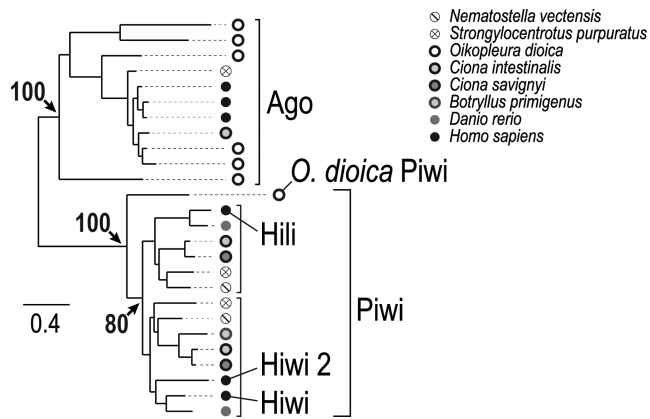 Nematostella vectensis
Strongylocentrotus purpuratus
Oikopleura dioica
Ciona intestinalis
Ciona savignyi
Botryllus primigenus
Danio rerio
Homo sapiens
100
Ago
O. dioica Piwi
100
Hili
0.4
80
Piwi
Hiwi 2
Hiwi